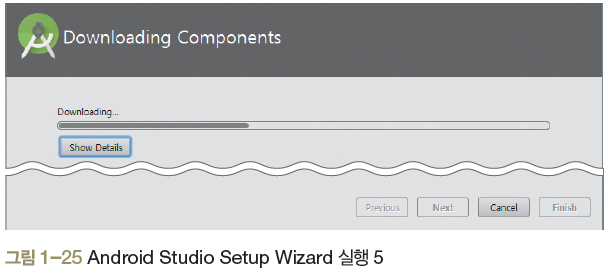 Downloading Components
Downloading...
Show Details
Previous Next Cancel Finish
그림 1-25 Android Studio Setup Wizard 실행 5